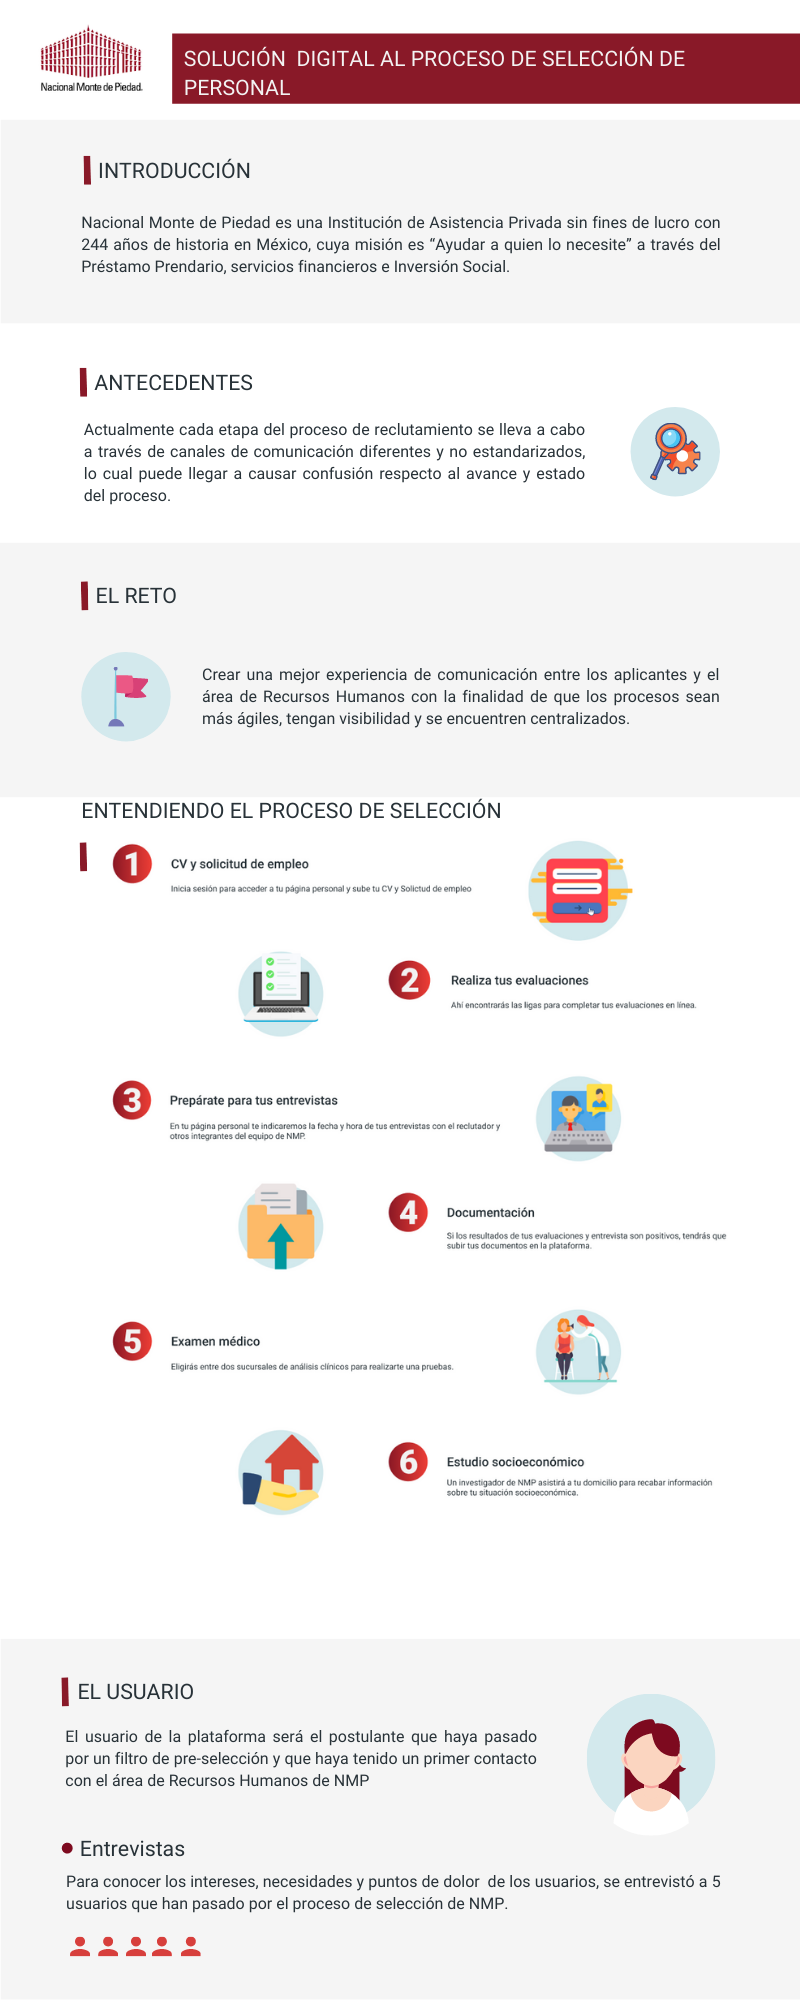 Nacional Monte de Piedad.
SOLUCIÓN DIGITAL AL PROCESO DE SELECCIÓN DE
PERSONAL
INTRODUCCIÓN
Nacional Monte de Piedad es una Institución de Asistencia Privada sin fines de lucro con
244 años de historia en México, cuya misión es “Ayudar a quien lo necesite” a través del
Préstamo Prendario, servicios financieros e Inversión Social.
ANTECEDENTES
Actualmente cada etapa del proceso de reclutamiento se lleva a cabo
a través de canales de comunicación diferentes y no estandarizados,
lo cual puede llegar a causar confusión respecto al avance y estado
del proceso.
EL RETO
Crear una mejor experiencia de comunicación entre los aplicantes y el
área de Recursos Humanos con la finalidad de que los procesos sean
más ágiles, tengan visibilidad y se encuentren centralizados.
ENTENDIENDO EL PROCESO DE SELECCIÓN
1
CV y solicitud de empleo
Inicia sesión para acceder a tu página personal y sube tu CV y Solictud de empleo
2
Realiza tus evaluaciones
Ahí encontrarás las ligas para completar tus evaluaciones en línea.
3
Prepárate para tus entrevistas
En tu página personal te indicaremos la fecha y hora de tus entrevistas con el reclutador y
otros integrantes del equipo de NMP.
4
Documentación
Si los resultados de tus evaluaciones y entrevista son positivos, tendrás que
subir tus documentos en la plataforma.
5
Examen médico
Eligirás entre dos sucursales de análisis clínicos para realizarte una pruebas.
6
Estudio socioeconómico
Un investigador de NMP asistirá a tu domicilio para recabar información
sobre tu situación socioeconómica.
EL USUARIO
El usuario de la plataforma será el postulante que haya pasado
por un filtro de pre-selección y que haya tenido un primer contacto
con el área de Recursos Humanos de NMP
Entrevistas
Para conocer los intereses, necesidades y puntos de dolor de los usuarios, se entrevistó a 5
usuarios que han pasado por el proceso de selección de NMP.